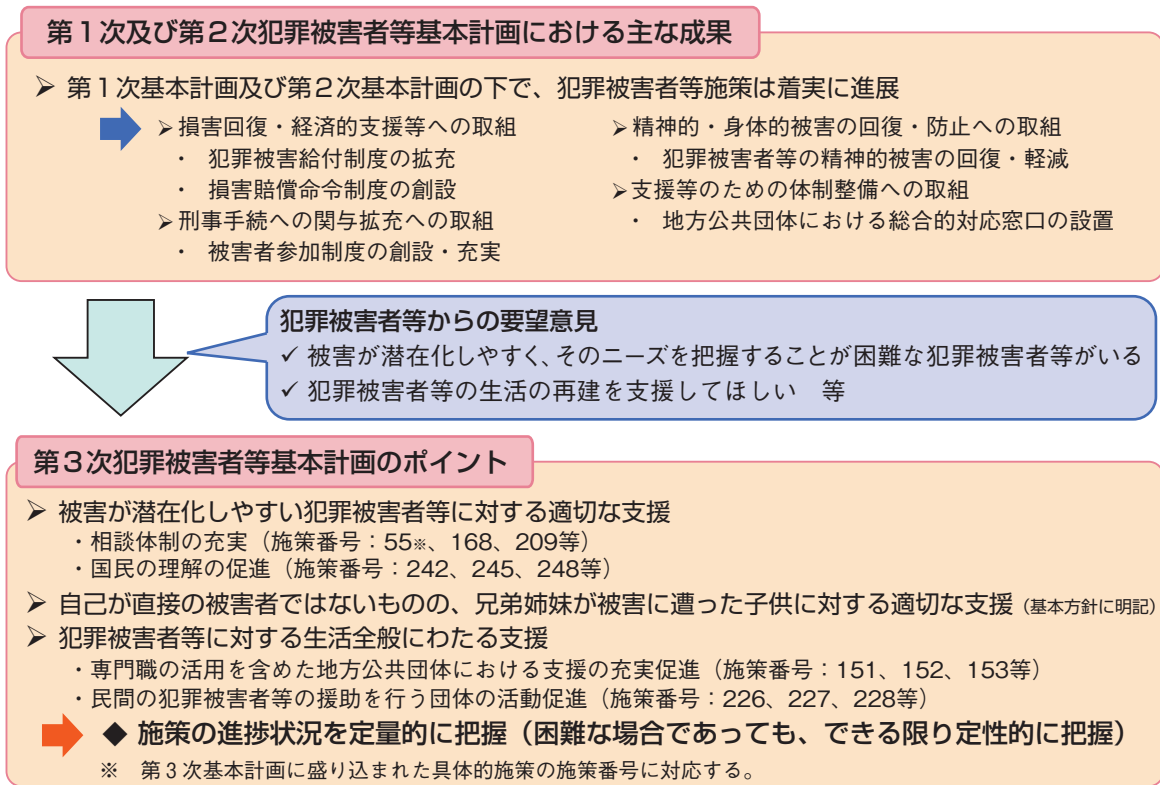 第1次及び第2次犯罪被害者等基本計画における主な成果
➢ 第1次基本計画及び第2次基本計画の下で、犯罪被害者等施策は着実に進展
➢損害回復・経済的支援等への取組
・ 犯罪被害給付制度の拡充
・ 損害賠償命令制度の創設
➢刑事手続への関与拡充への取組
・ 被害者参加制度の創設・充実
➢精神的・身体的被害の回復・防止への取組
・ 犯罪被害者等の精神的被害の回復・軽減
➢支援等のための体制整備への取組
・ 地方公共団体における総合的対応窓口の設置
犯罪被害者等からの要望意見
✓ 被害が潜在化しやすく、そのニーズを把握することが困難な犯罪被害者等がいる
✓ 犯罪被害者等の生活の再建を支援してほしい 等
第3次犯罪被害者等基本計画のポイント
➢ 被害が潜在化しやすい犯罪被害者等に対する適切な支援
・相談体制の充実（施策番号：55※、168、209等）
・国民の理解の促進（施策番号：242、245、248等）
➢ 自己が直接の被害者ではないものの、兄弟姉妹が被害に遭った子供に対する適切な支援（基本方針に明記）
➢ 犯罪被害者等に対する生活全般にわたる支援
・専門職の活用を含めた地方公共団体における支援の充実促進（施策番号：151、152、153等）
・民間の犯罪被害者等の援助を行う団体の活動促進（施策番号：226、227、228等）
◆ 施策の進捗状況を定量的に把握（困難な場合であっても、できる限り定性的に把握）
※ 第3次基本計画に盛り込まれた具体的施策の施策番号に対応する。